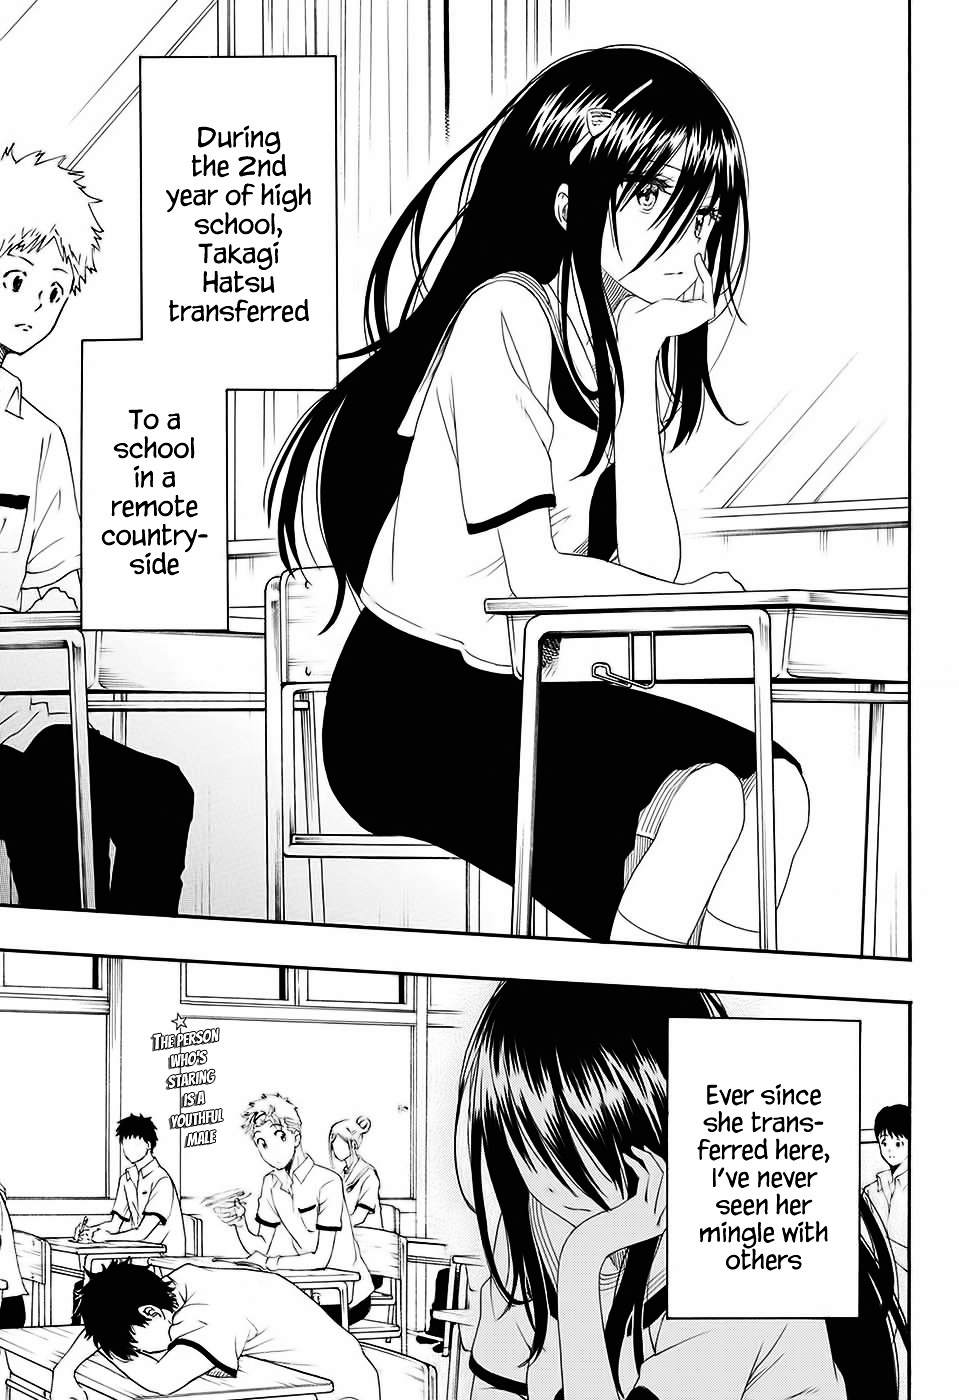 During
the 2nd
year of high
school,
Takagi
Hatsu
transferred
To a
school
in a
remote
country-
side
Ever since
she trans-
ferred here,
I've never
seen her
mingle with
others
THE PERSON
WHO'S
STARING
IS A
YOUTHFUL
MALE